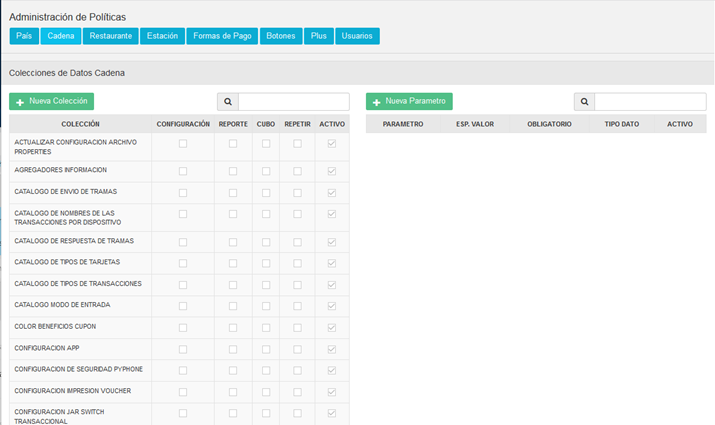 Administración de Políticas
País Cadena Restaurante Estación Formas de Pago Botones Plus Usuarios
Colecciones de Datos Cadena
Nueva Colección Nueva Parametro
COLECCIÓN CONFIGURACIÓN REPORTE CUBO REPETIR ACTIVO PARAMETRO ESP. VALOR OBLIGATORIO TIPO DATO ACTIVO
ACTUALIZAR CONFIGURACION ARCHIVO
PROPERTIES
AGREGADORES INFORMACION
CATALOGO DE ENVIO DE TRAMAS
CATALOGO DE NOMBRES DE LAS
TRANSACCIONES POR DISPOSITIVO
CATALOGO DE RESPUESTA DE TRAMAS
CATALOGO DE TIPOS DE TARJETAS
CATALOGO DE TIPOS DE TRANSACCIONES
CATALOGO MODO DE ENTRADA
COLOR BENEFICIOS CUPON
CONFIGURACION APP
CONFIGURACION DE SEGURIDAD PYPHONE
CONFIGURACION IMPRESION VOUCHER
CONFIGURACION JAR SWITCH
TRANSACCIONAL